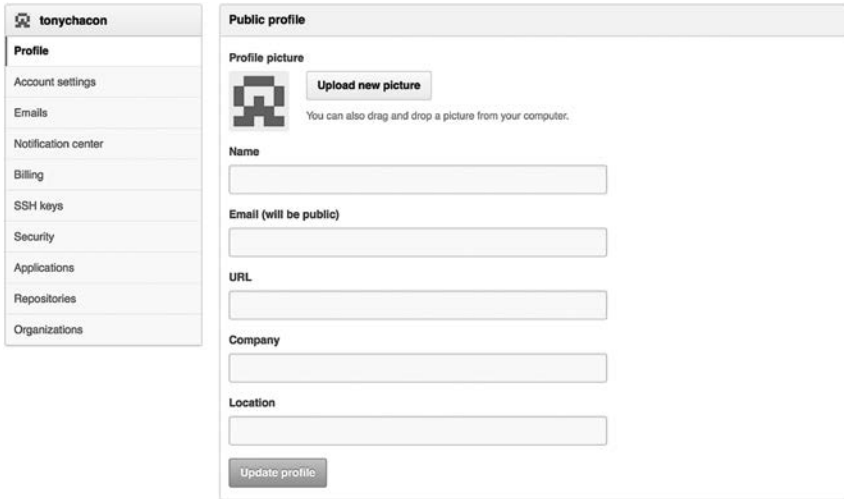 tonychacon
Profile
Account settings
Emails
Notification center
Billing
SSH keys
Security
Applications
Repositories
Organizations
Public profile
Profile picture
Upload new picture
You can also drag and drop a picture from your computer.
Name
Email (will be public)
URL
Company
Location
Update profile